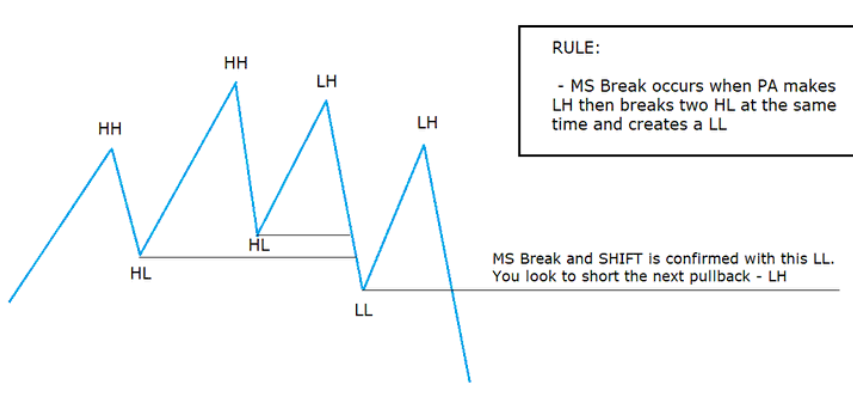 HH
HH
LH
LH
HL
HL
LL
RULE:
- MS Break occurs when PA makes
LH then breaks two HL at the same
time and creates a LL
MS Break and SHIFT is confirmed with this LL.
You look to short the next pullback - LH